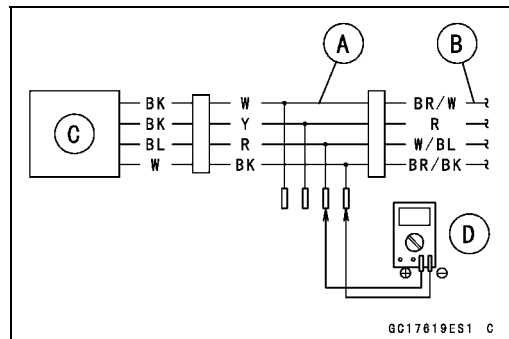 A B
BK W BR/W
C BK Y R
BL R W/BL
W BK BR/BK
D
⊕ ⊖
GC17619ES1 C